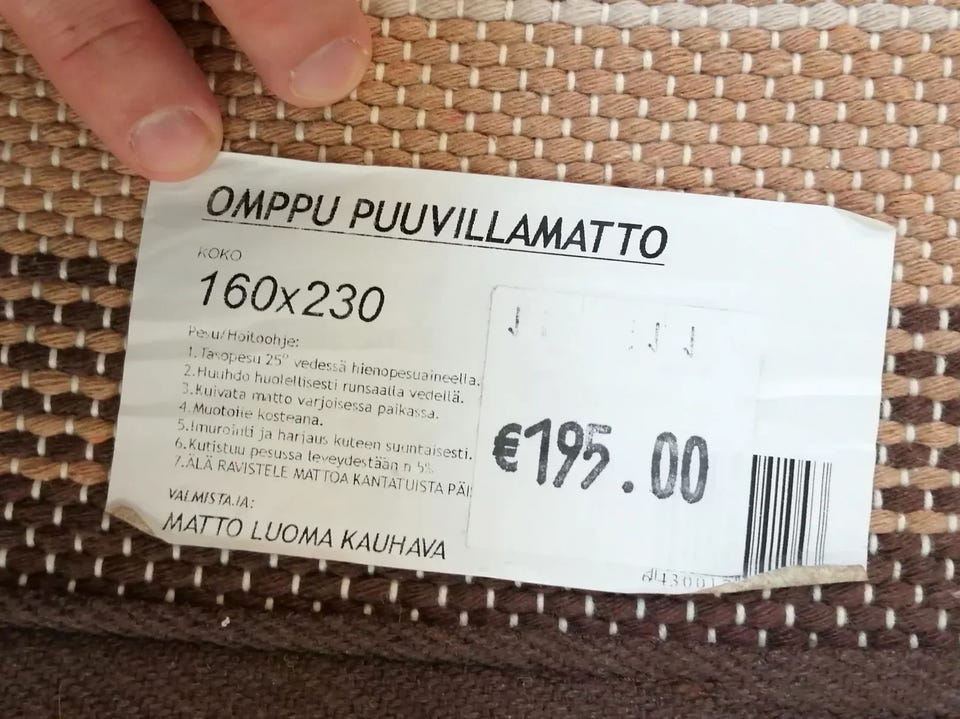 OMPPU PUUVILLAMATTO
KOKO
160x230
Pesu/Hoitoohje:
1.Tasopesu 25° vedessä hienopesuaineella.
2.Huuhdo huolellisesti runsaalla vedellä.
3.Kuivata matto varjoisessa paikassa.
4.Muotoile kosteana.
5.Imurointi ja harjaus kuteen suuntaisesti.
6.Kutistuu pesussa leveydestään n 5%
7.ÄLÄ RAVISTELE MATTOA KANTATUISTA PÄI
€195.00
VALMISTAJA:
MATTO LUOMA KAUHAVA